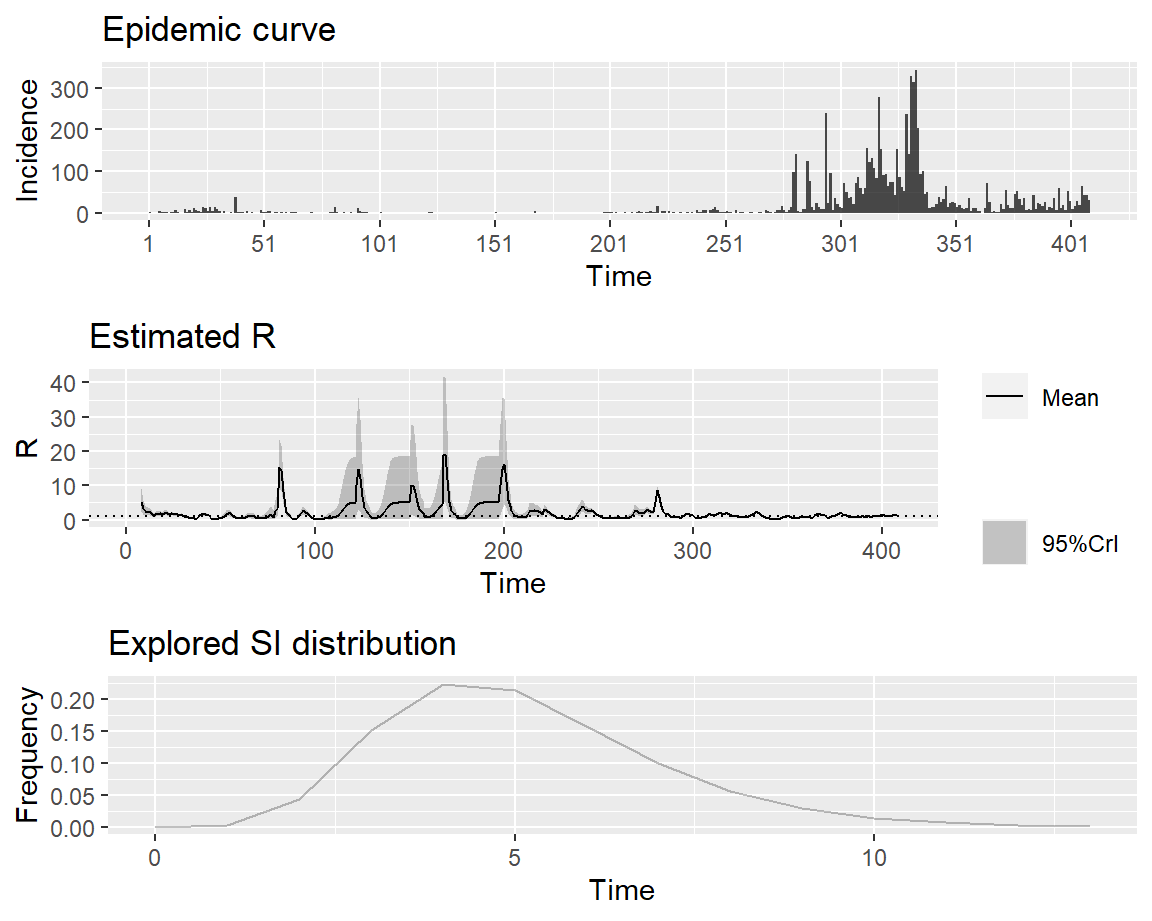 Epidemic curve
Incidence
300
200
100
0
1 51 101 151 201 251 301 351 401
Time
Estimated R
R
40
30
20
10
0
0 100 200 300 400
Time
Mean
95%CrI
Explored SI distribution
Frequency
0.20
0.15
0.10
0.05
0.00
0 5 10
Time